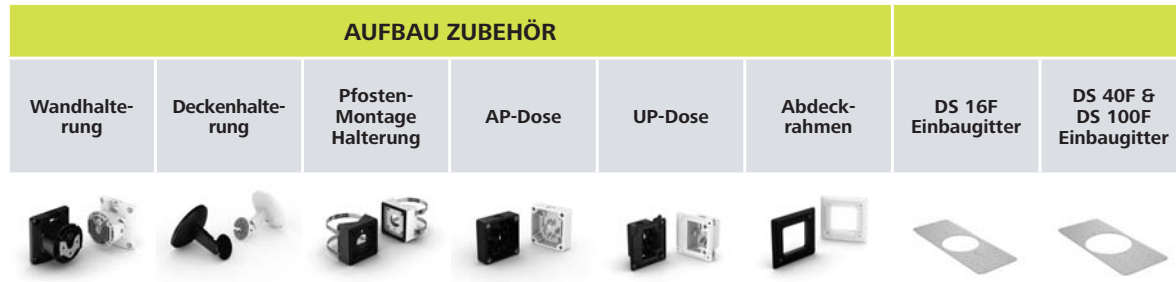 AUFBAU ZUBEHÖR
Wandhalte-
rung
Deckenhalte-
rung
Pfosten-
Montage
Halterung
AP-Dose
UP-Dose
Abdeck-
rahmen
DS 16F
Einbaugitter
DS 40F &
DS 100F
Einbaugitter